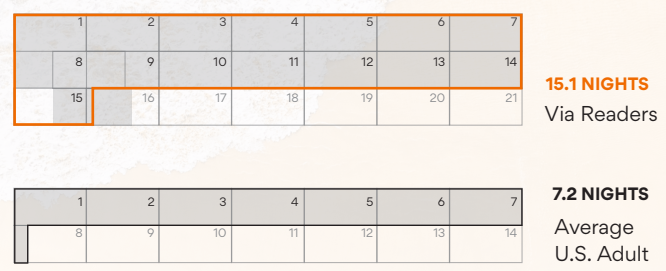 1 2 3 4 5 6 7
8 9 10 11 12 13 14
15 16 17 18 19 20 21
15.1 NIGHTS
Via Readers
1 2 3 4 5 6 7
8 9 10 11 12 13 14
7.2 NIGHTS
Average
U.S. Adult